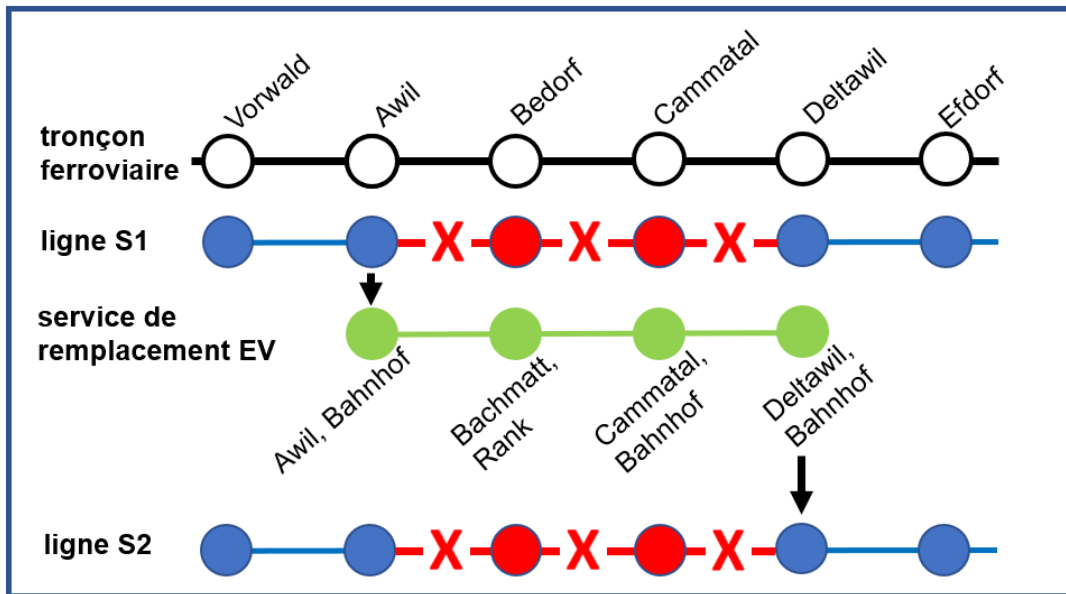 Vorwald
Awil
Bedorf
Cammatal
Deltawil
Efdorf
tronçon
ferroviaire
ligne S1
X X X
service de
remplacement EV
Awil, Bahnhof
Bachmatt,
Rank
Cammatal,
Bahnhof
Deltawil,
Bahnhof
ligne S2
X X X